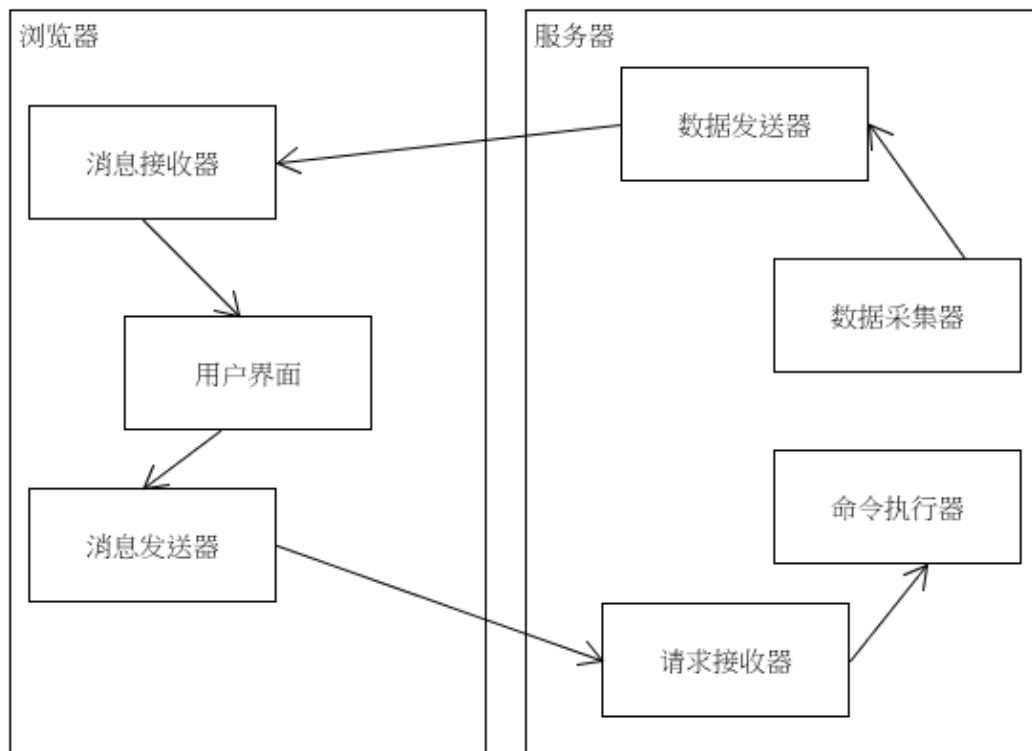 浏览器
服务器
数据发送器
消息接收器
数据采集器
用户界面
命令执行器
消息发送器
请求接收器